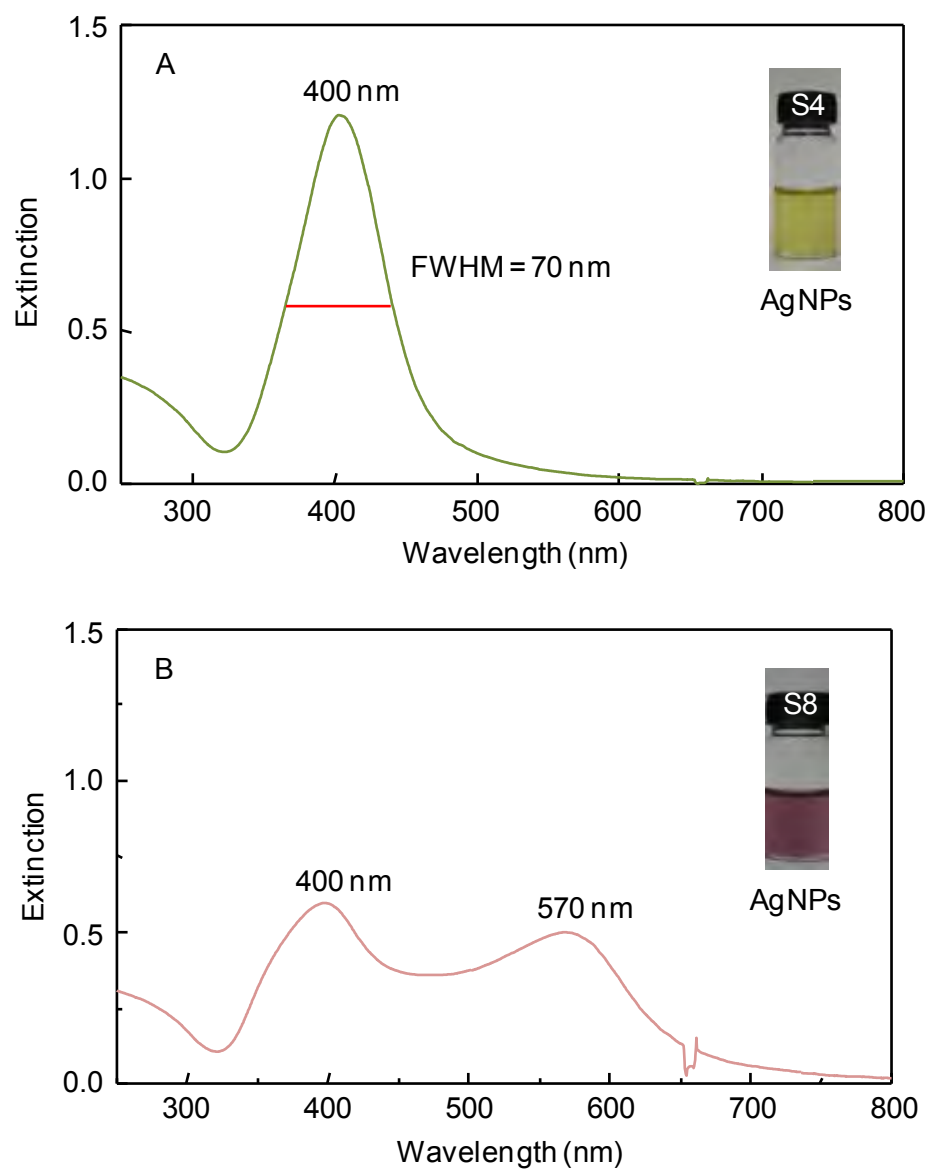 A
400 nm
S4
FWHM = 70 nm
AgNPs
1.5
1.0
0.5
0.0
Extinction
300 400 500 600 700 800
Wavelength (nm)
B
S8
400 nm
570 nm
AgNPs
1.5
1.0
0.5
0.0
Extinction
300 400 500 600 700 800
Wavelength (nm)